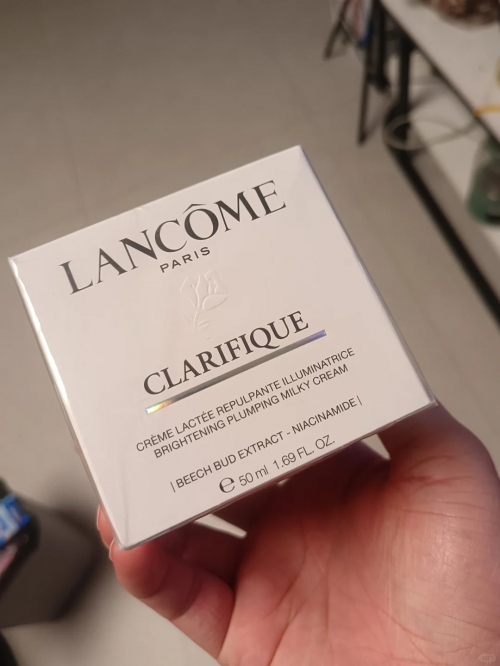 LANCÔME
PARIS
CLARIFIQUE
CRÈME LACTÉE REPULPANTE ILLUMINATRICE
BRIGHTENING PLUMPING MILKY CREAM
| BEECH BUD EXTRACT - NIACINAMIDE |
℮ 50 ml 1.69 FL. OZ.